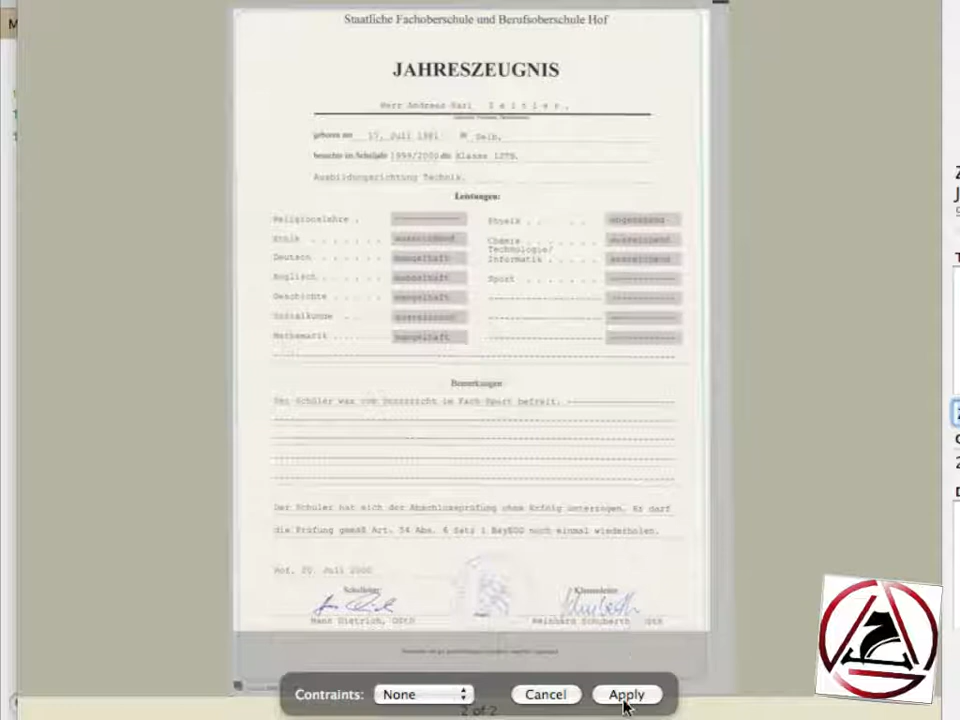 Staatliche Fachoberschule und Berufsoberschule Hof
JAHRESZEUGNIS
Herr Andreas Karl
geboren am 17. Juli 1981 in Selb.
besuchte im Schuljahr 1999/2000 die Klasse
Ausbildungsrichtung Technik.
Leistungen:
Religionslehre
Physik
Ethik ausreichend
Chemie ausreichend
Deutsch mangelhaft
Technologie/
Informatik ausreichend
Englisch mangelhaft
Sport
Geschichte mangelhaft
Sozialkunde ausreichend
Mathematik mangelhaft
Bemerkungen
Der Schüler war vom Unterricht im Fach Sport befreit.
Der Schüler hat sich der Abschlussprüfung ohne Erfolg unterzogen. Er darf
die Prüfung gemäß Art. 54 Abs. 6 Satz 1 BayEUG noch einmal wiederholen.
Hof, 20. Juli 2000
Schulleiter
Klassenleiter
Hans Dietrich, OStD
Reinhard Schuberth
Contraints: None Cancel Apply
2 of 2